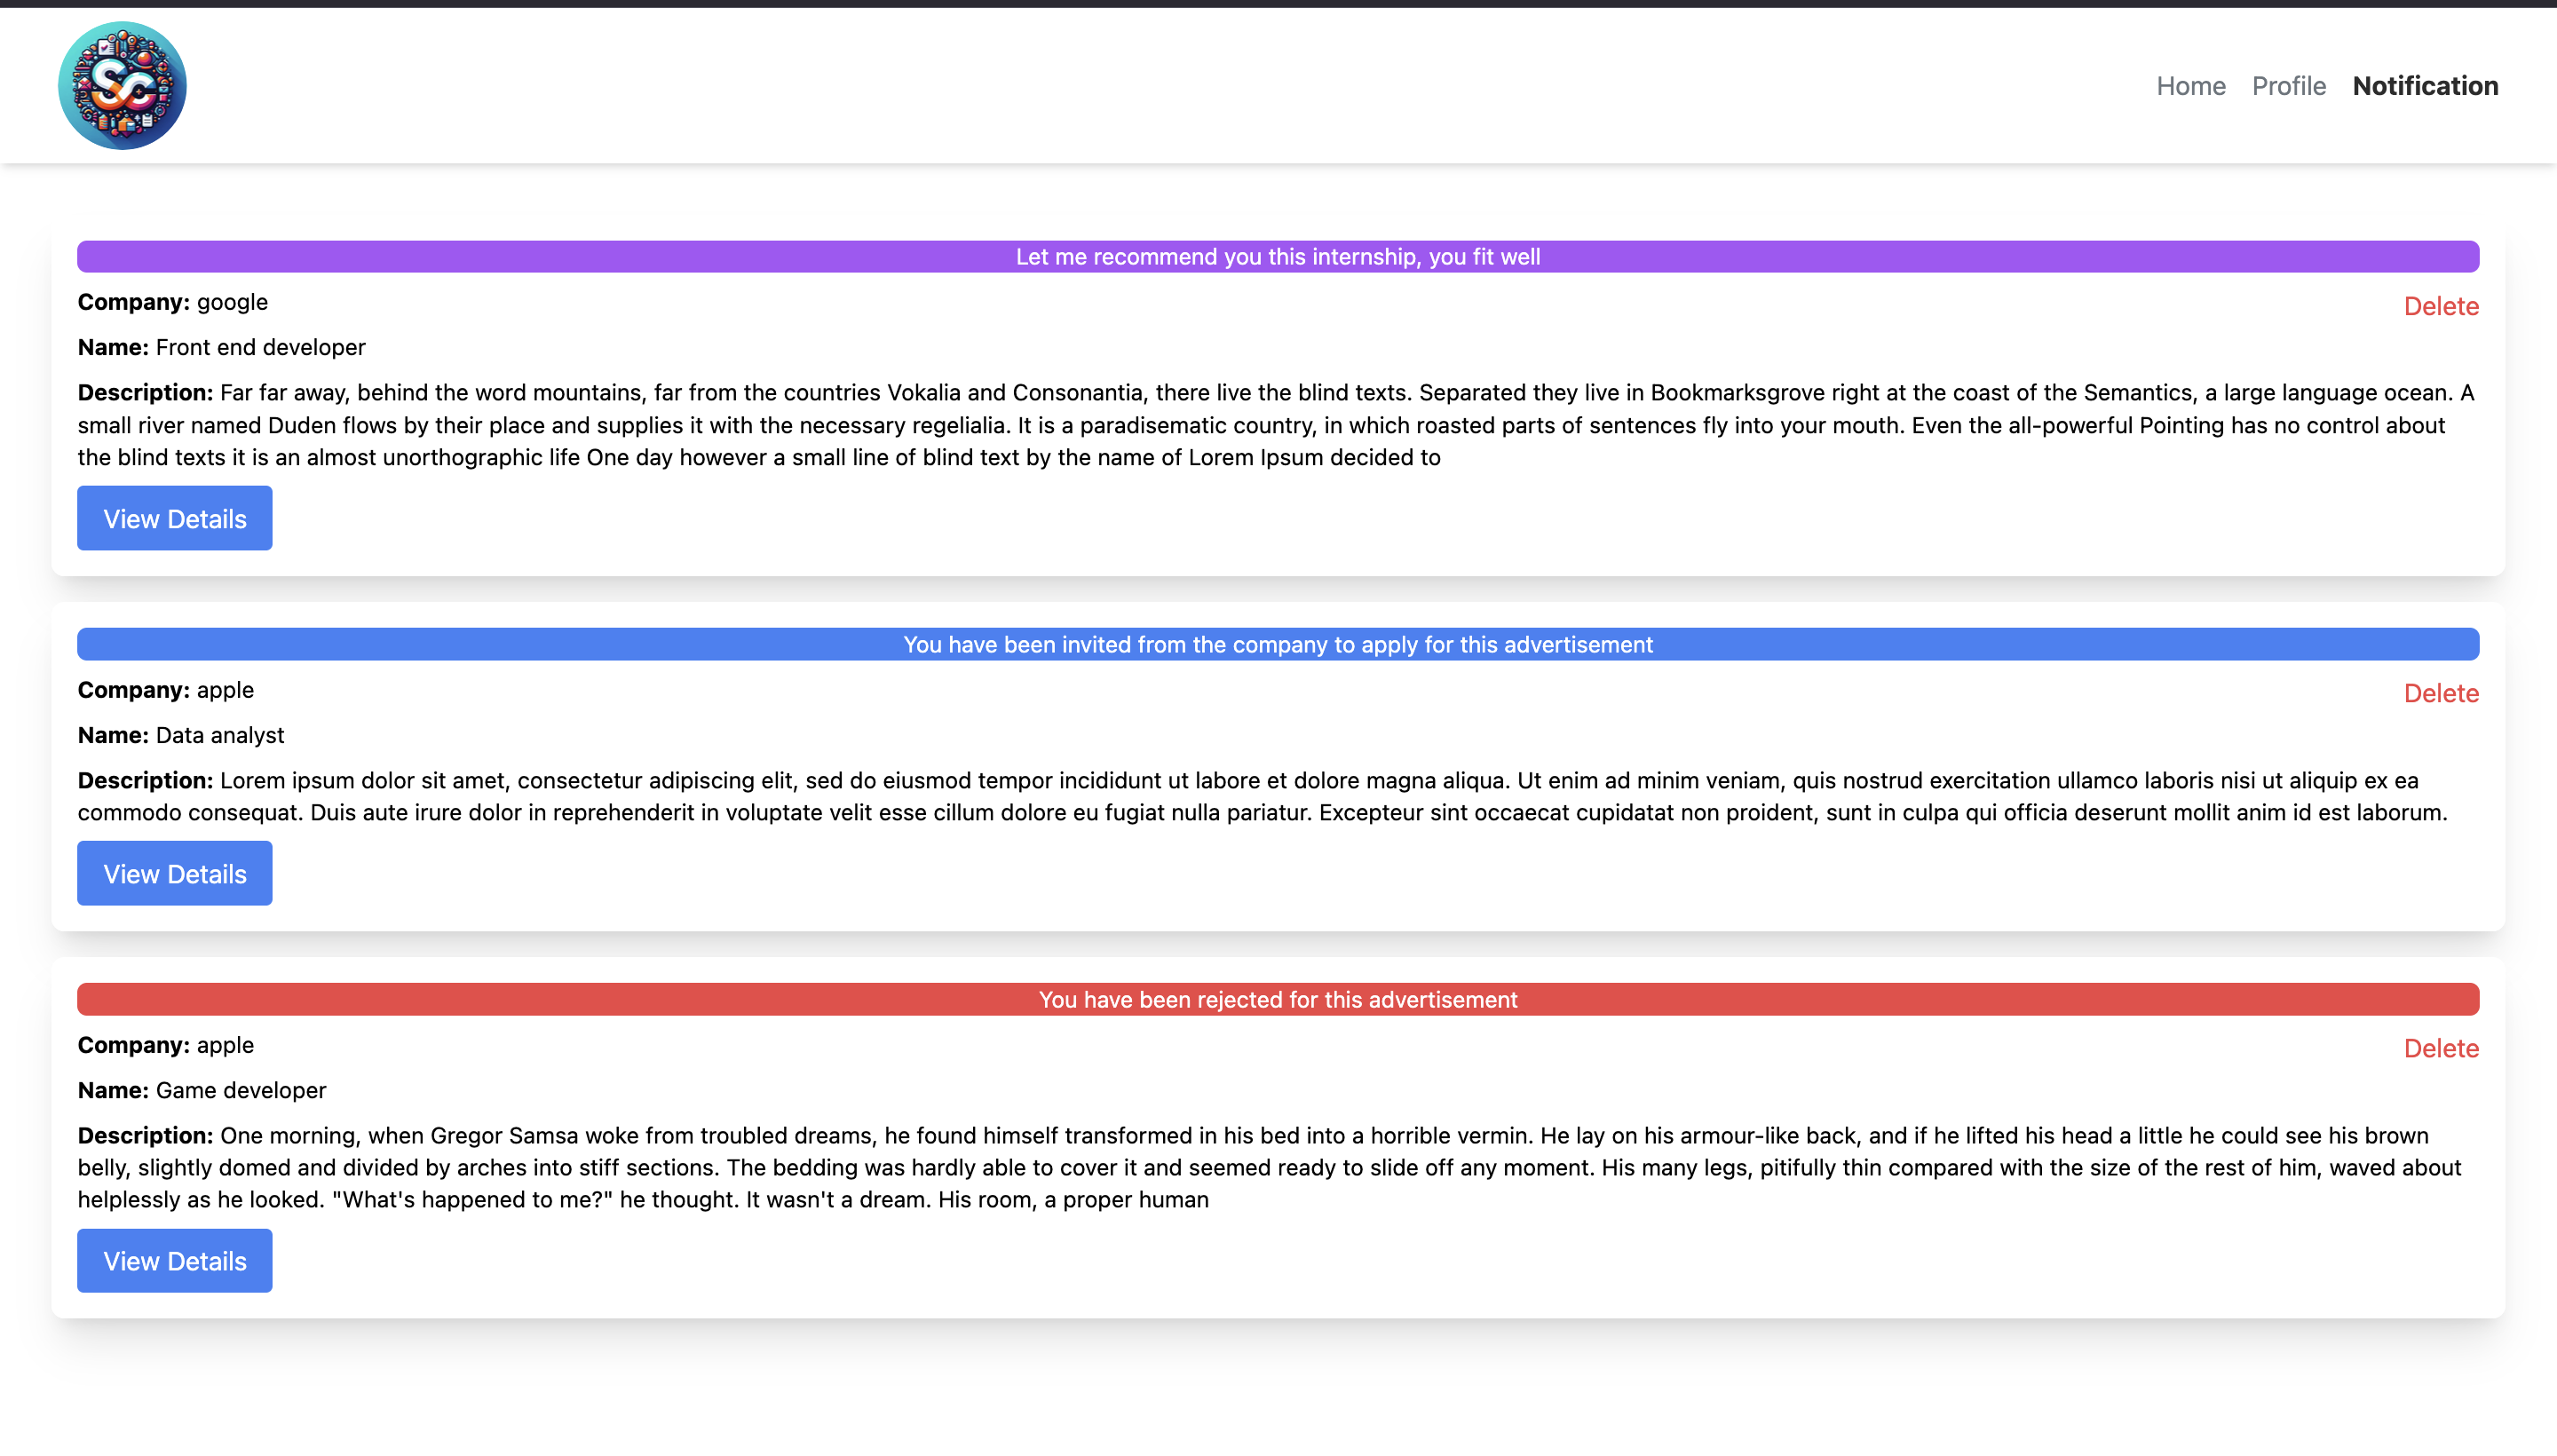 SC
Home Profile Notification
Let me recommend you this internship, you fit well
Company: google
Delete
Name: Front end developer
Description: Far far away, behind the word mountains, far from the countries Vokalia and Consonantia, there live the blind texts. Separated they live in Bookmarksgrove right at the coast of the Semantics, a large language ocean. A
small river named Duden flows by their place and supplies it with the necessary regelialia. It is a paradisematic country, in which roasted parts of sentences fly into your mouth. Even the all-powerful Pointing has no control about
the blind texts it is an almost unorthographic life One day however a small line of blind text by the name of Lorem Ipsum decided to
View Details
You have been invited from the company to apply for this advertisement
Company: apple
Delete
Name: Data analyst
Description: Lorem ipsum dolor sit amet, consectetur adipiscing elit, sed do eiusmod tempor incididunt ut labore et dolore magna aliqua. Ut enim ad minim veniam, quis nostrud exercitation ullamco laboris nisi ut aliquip ex ea
commodo consequat. Duis aute irure dolor in reprehenderit in voluptate velit esse cillum dolore eu fugiat nulla pariatur. Excepteur sint occaecat cupidatat non proident, sunt in culpa qui officia deserunt mollit anim id est laborum.
View Details
You have been rejected for this advertisement
Company: apple
Delete
Name: Game developer
Description: One morning, when Gregor Samsa woke from troubled dreams, he found himself transformed in his bed into a horrible vermin. He lay on his armour-like back, and if he lifted his head a little he could see his brown
belly, slightly domed and divided by arches into stiff sections. The bedding was hardly able to cover it and seemed ready to slide off any moment. His many legs, pitifully thin compared with the size of the rest of him, waved about
helplessly as he looked. "What's happened to me?" he thought. It wasn't a dream. His room, a proper human
View Details